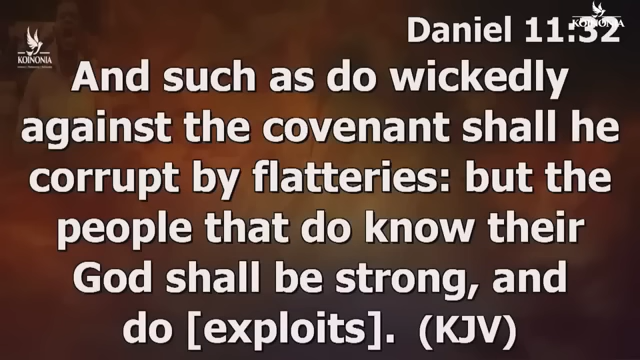 KOINONIA
KOINONIA
Daniel 11:32
And such as do wickedly
against the covenant shall he
corrupt by flatteries: but the
people that do know their
God shall be strong, and
do [exploits]. (KJV)